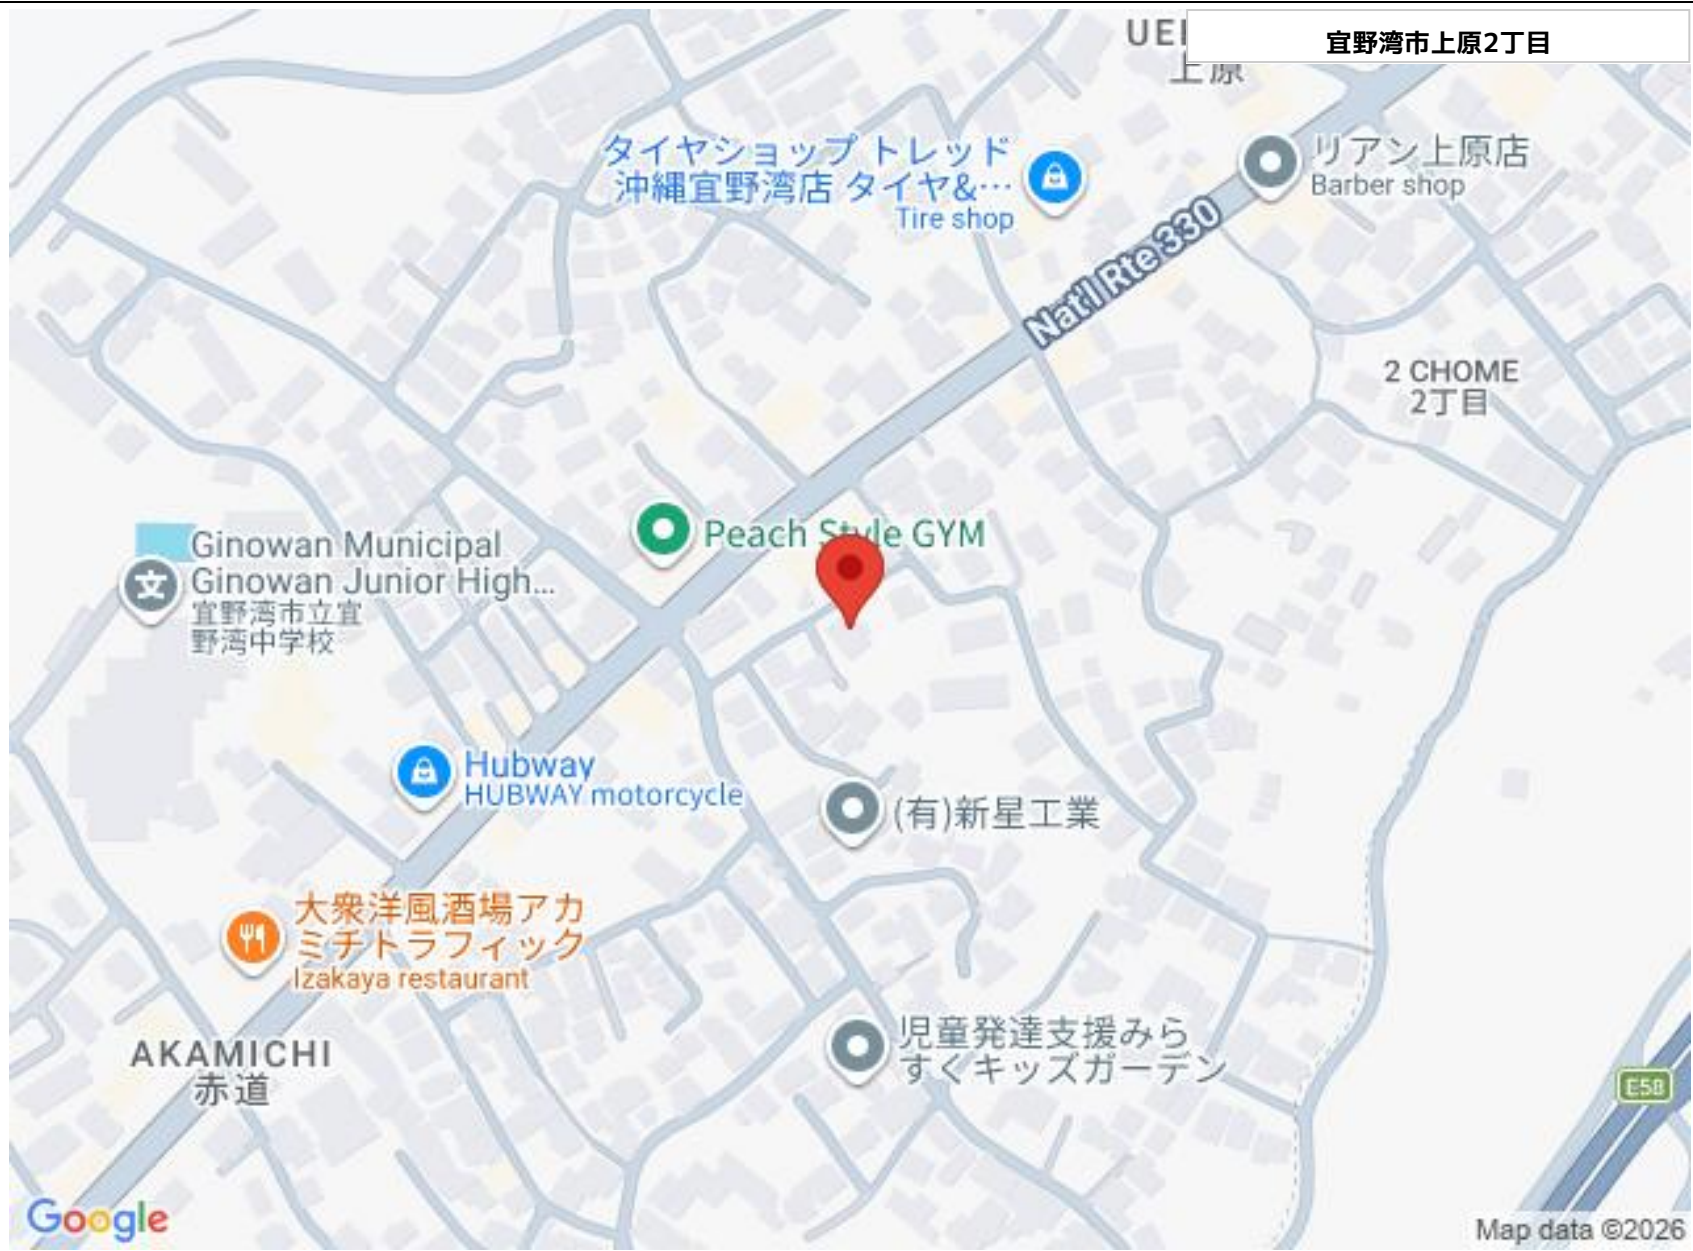 宜野湾市上原2丁目
上原
タイヤショップ トレッド
沖縄宜野湾店 タイヤ&…
Tire shop
リアン上原店
Barber shop
Nat'l Rte 330
2 CHOME
2丁目
Peach Style GYM
Ginowan Municipal
Ginowan Junior High...
宜野湾市立宜
野湾中学校
文
Hubway
HUBWAY motorcycle
(有)新星工業
大衆洋風酒場アカ
ミチトラフィック
Izakaya restaurant
児童発達支援みら
すくキッズガーデン
AKAMICHI
赤道
E58
Google
Map data ©2026